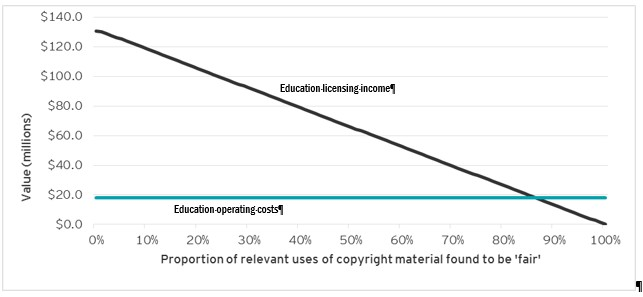 $140.0
$120.0
$100.0
$80.0
$60.0
$40.0
$20.0
$0.0
Value (millions)
Education·licensing·income¶
Education·operating·costs¶
0% 10% 20% 30% 40% 50% 60% 70% 80% 90% 100%
Proportion of relevant uses of copyright material found to be 'fair'
¶